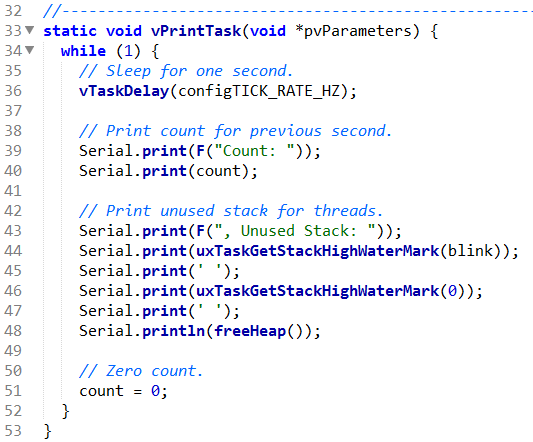 32 //------------------------------------------------------
33 static void vPrintTask(void *pvParameters) {
34   while (1) {
35     // Sleep for one second.
36     vTaskDelay(configTICK_RATE_HZ);
37
38     // Print count for previous second.
39     Serial.print(F("Count: "));
40     Serial.print(count);
41
42     // Print unused stack for threads.
43     Serial.print(F(", Unused Stack: "));
44     Serial.print(uxTaskGetStackHighWaterMark(blink));
45     Serial.print(' ');
46     Serial.print(uxTaskGetStackHighWaterMark(0));
47     Serial.print(' ');
48     Serial.println(freeHeap());
49
50     // Zero count.
51     count = 0;
52   }
53 }